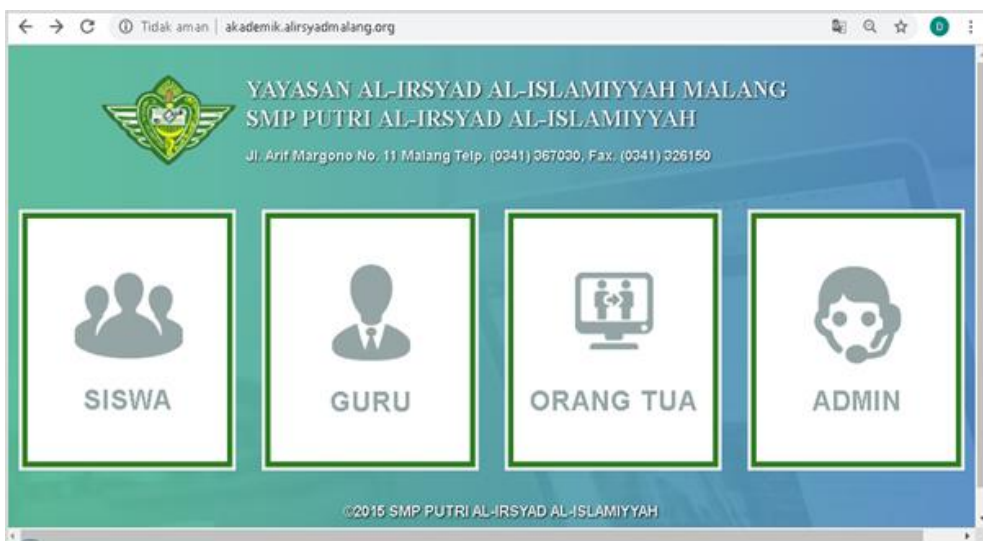 Tidak aman | akademik.alirsyadmalang.org
D
YAYASAN AL-IRSYAD AL-ISLAMIYYAH MALANG
SMP PUTRI AL-IRSYAD AL-ISLAMIYYAH
Jl. Arif Margono No. 11 Malang Telp. (0341) 367030, Fax. (0341) 326150
SISWA
GURU
ORANG TUA
ADMIN
©2015 SMP PUTRI AL-IRSYAD AL-ISLAMIYYAH